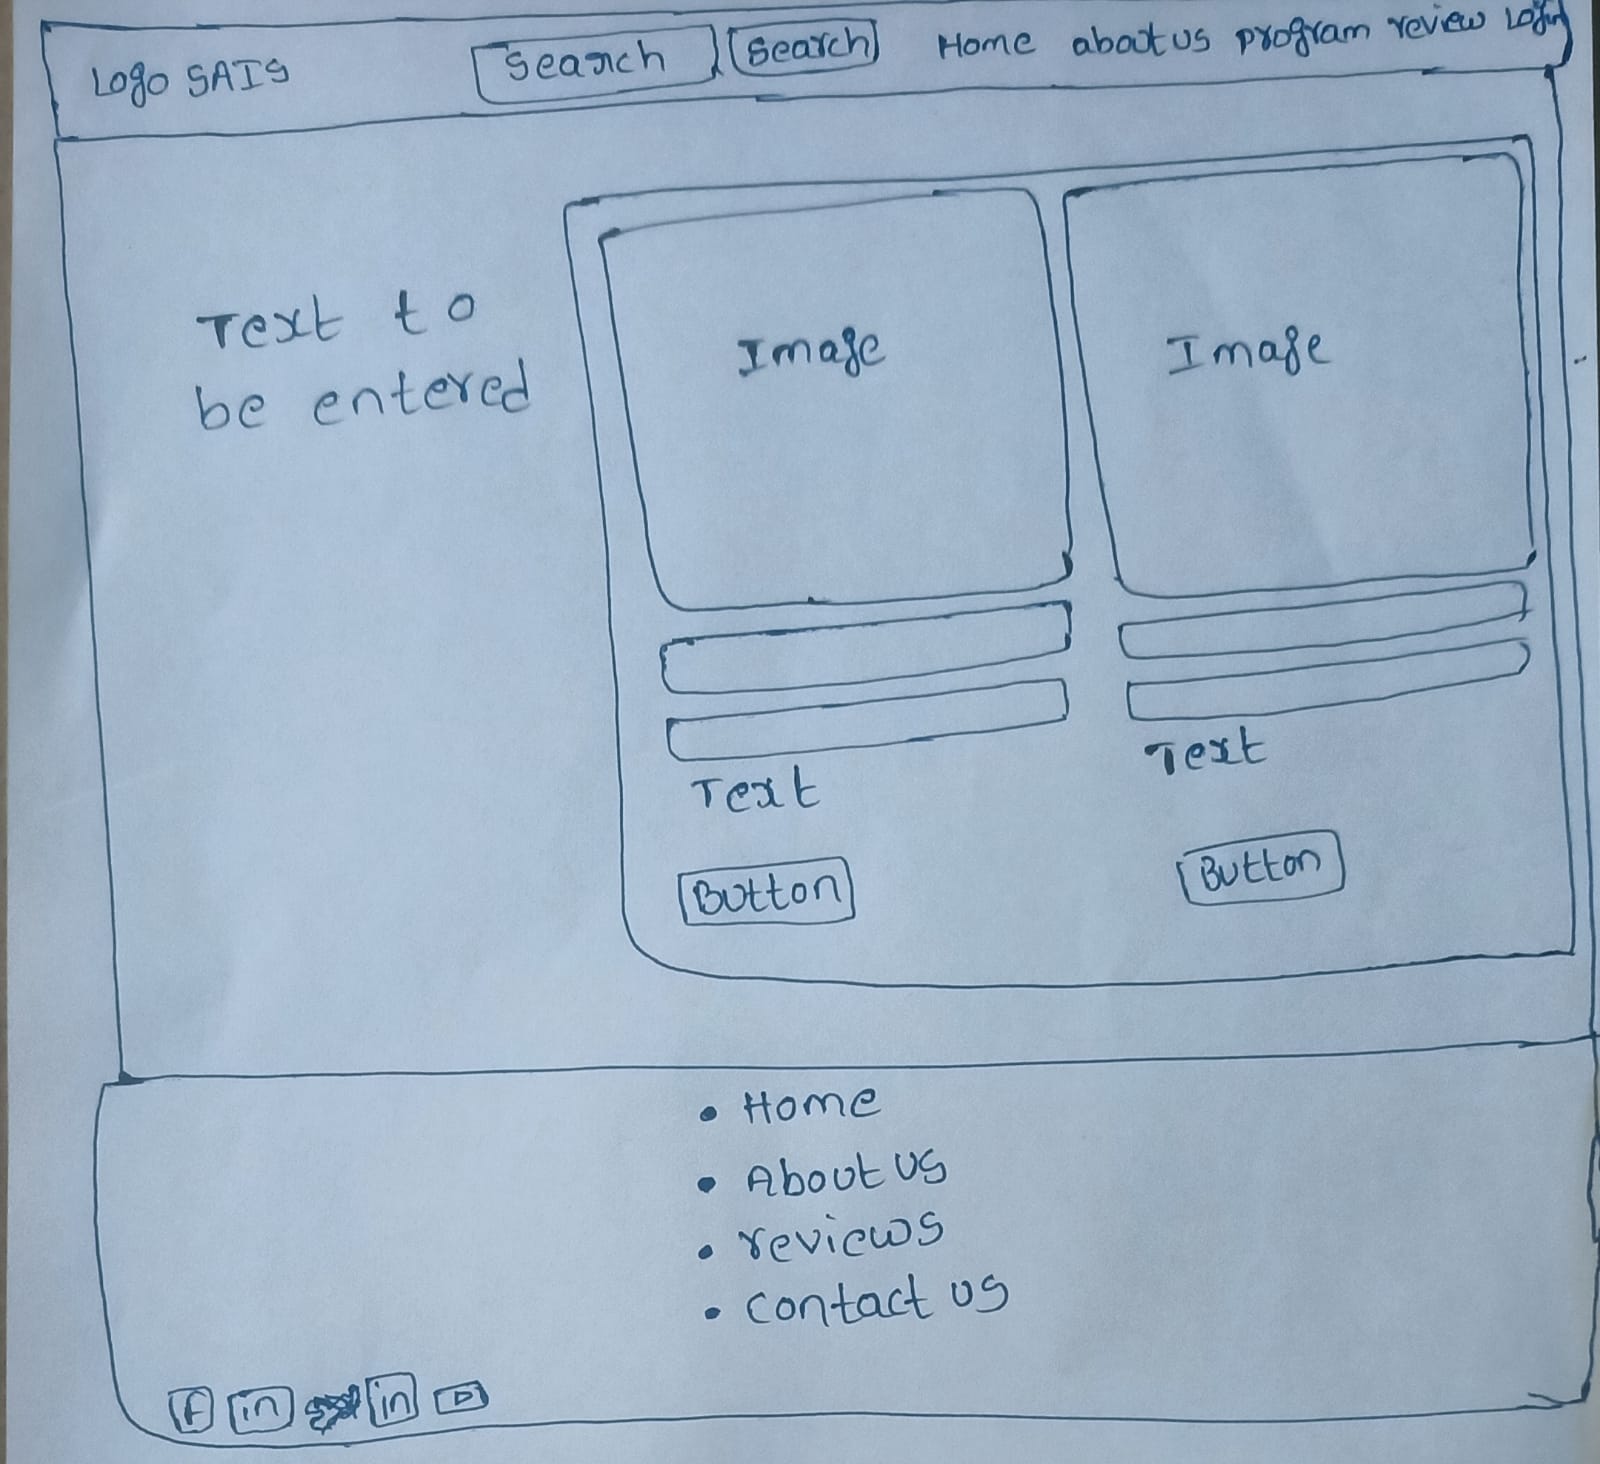 Logo SAIS
Search
Search
Home about us program review Login
Text to
be entered
Image
Image
Text
Text
Button
Button
• Home
• About us
• reviews
• contact us
f in in